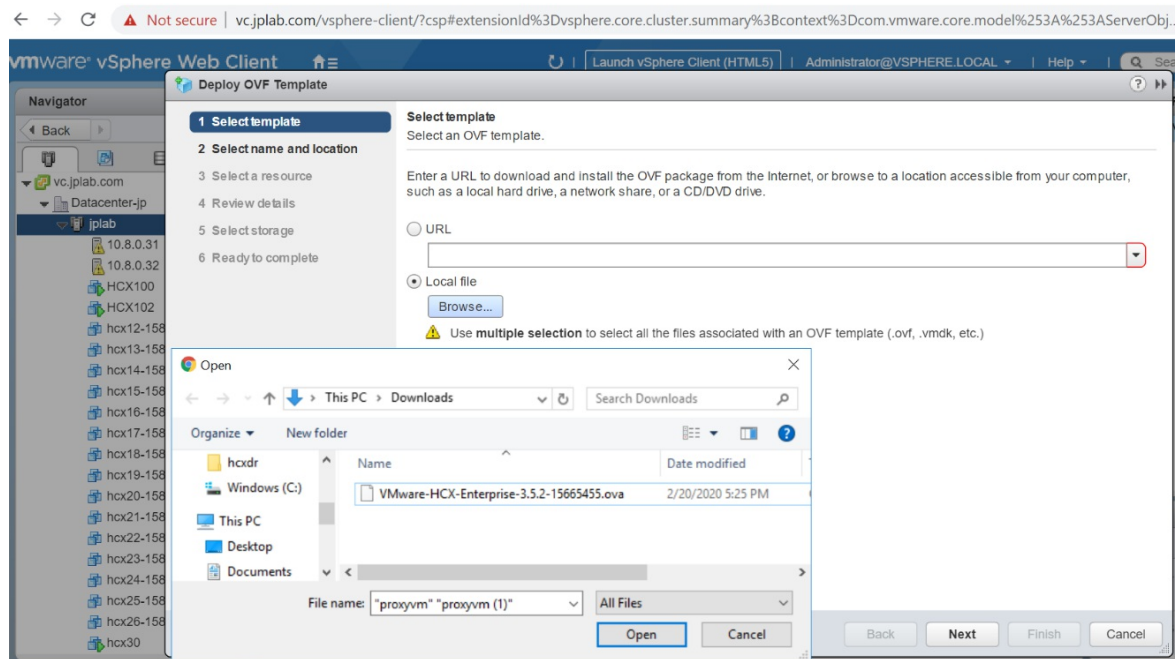 Not secure | vc.jplab.com/vsphere-client/?csp#extensionId%3Dvsphere.core.cluster.summary%3Bcontext%3Dcom.vmware.core.model%253A%253AServerObj...
vmware® vSphere Web Client
Launch vSphere Client (HTML5) | Administrator@VSPHERE.LOCAL | Help | Sea
Navigator
Back
vc.jplab.com
Datacenter-jp
jplab
10.8.0.31
10.8.0.32
HCX100
HCX102
hcx12-158
hcx13-158
hcx14-158
hcx15-158
hcx16-158
hcx17-158
hcx18-158
hcx19-158
hcx20-158
hcx21-158
hcx22-158
hcx23-158
hcx24-158
hcx25-158
hcx26-158
hcx30
Deploy OVF Template
1 Select template
2 Select name and location
3 Select a resource
4 Review details
5 Select storage
6 Ready to complete
Select template
Select an OVF template.
Enter a URL to download and install the OVF package from the Internet, or browse to a location accessible from your computer,
such as a local hard drive, a network share, or a CD/DVD drive.
URL
Local file
Browse...
Use multiple selection to select all the files associated with an OVF template (.ovf, .vmdk, etc.)
Open
This PC > Downloads
Search Downloads
Organize
New folder
hcxdr
Windows (C:)
This PC
Desktop
Documents
Name
Date modified
VMware-HCX-Enterprise-3.5.2-15665455.ova
2/20/2020 5:25 PM
File name: "proxyvm" "proxyvm (1)"
All Files
Open
Cancel
Back
Next
Finish
Cancel